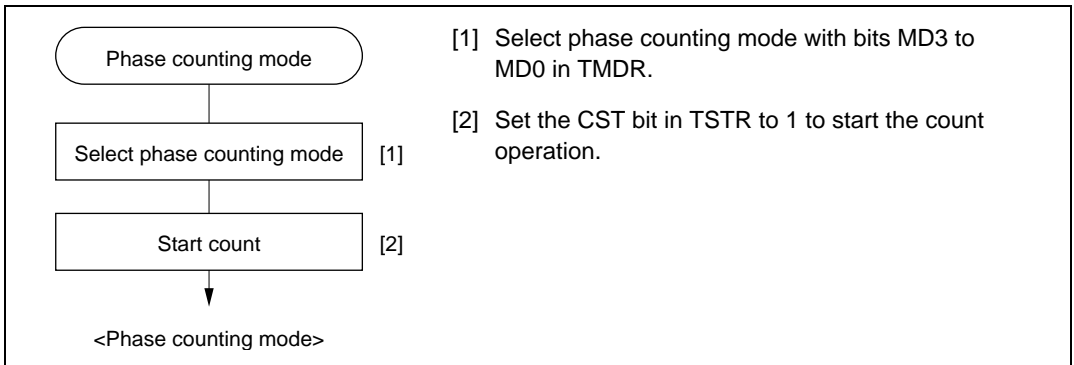 Phase counting mode
Select phase counting mode [1]
Start count [2]
<Phase counting mode>
[1] Select phase counting mode with bits MD3 to
MD0 in TMDR.
[2] Set the CST bit in TSTR to 1 to start the count
operation.